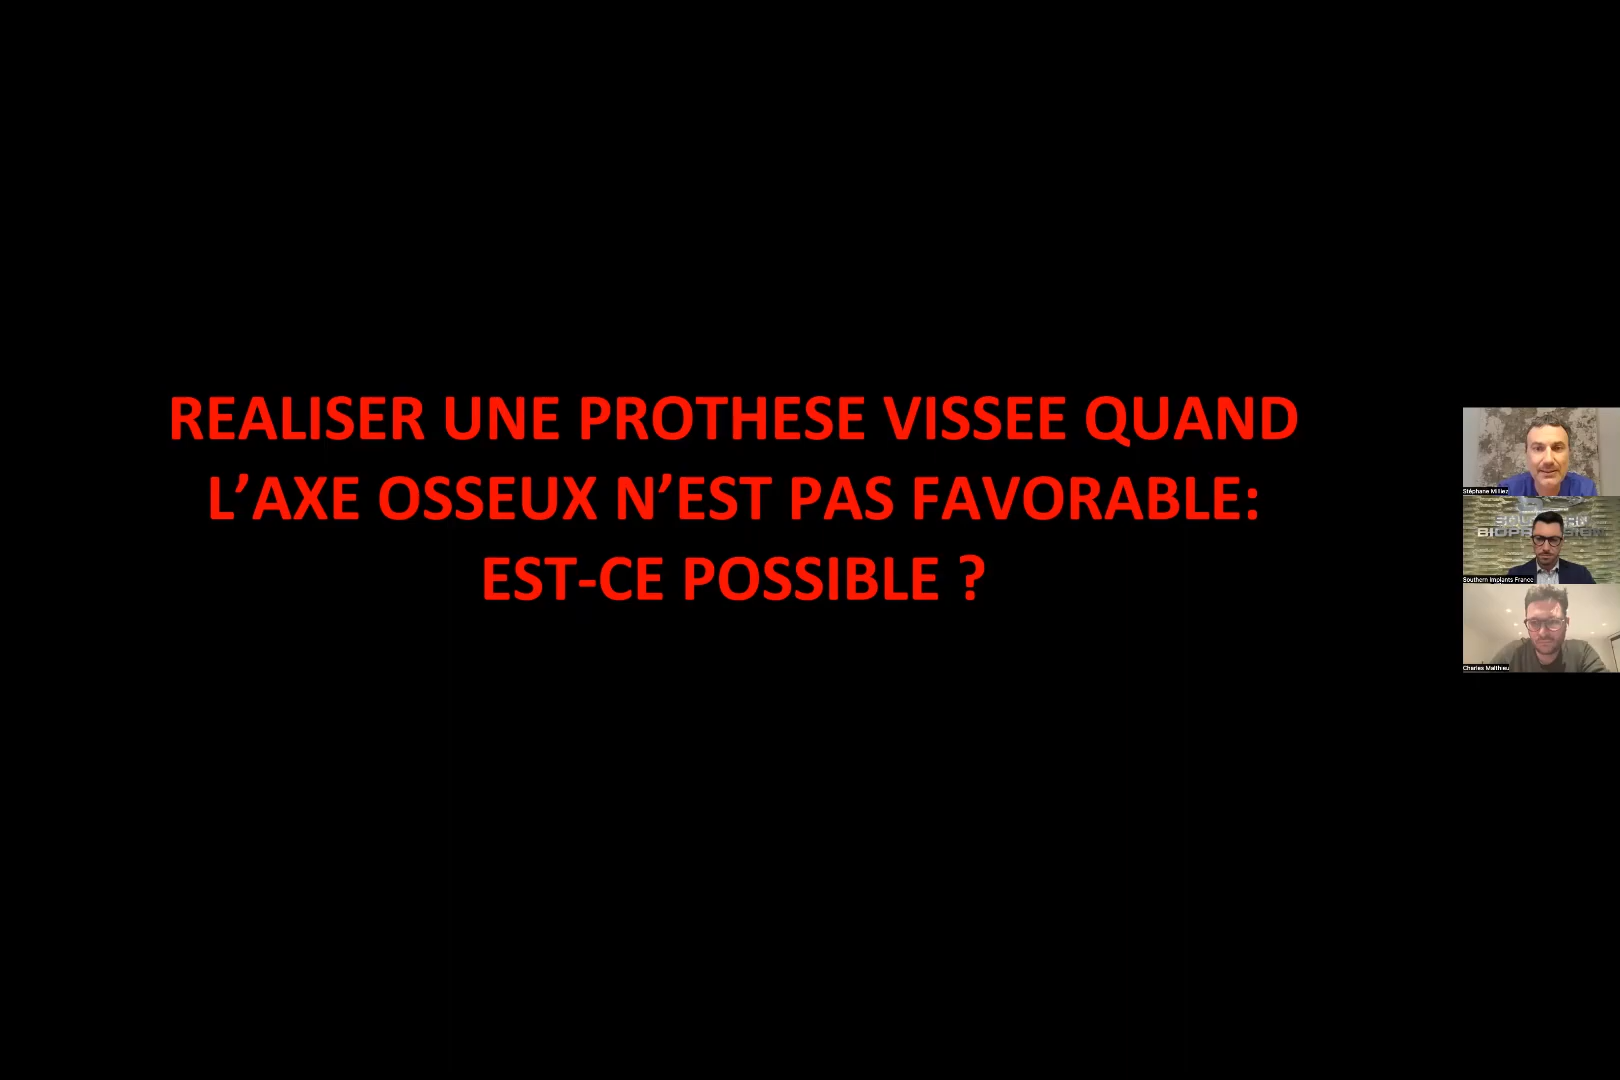 REALISER UNE PROTHESE VISSEE QUAND
L’AXE OSSEUX N’EST PAS FAVORABLE:
EST-CE POSSIBLE ?
Stéphane Milliez
Southern Implants France
Charles Matthieu